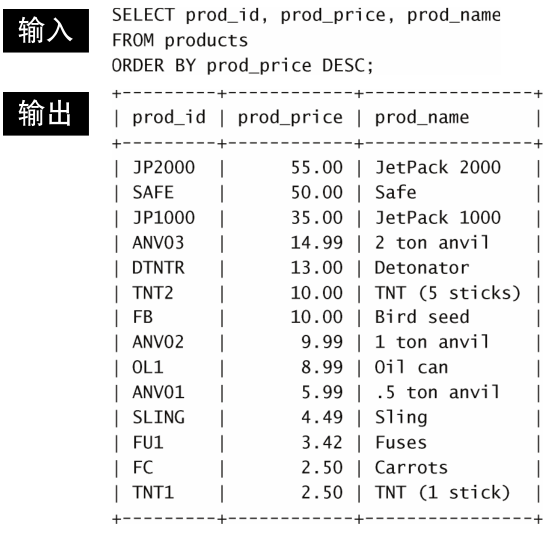 输入
SELECT prod_id, prod_price, prod_name
FROM products
ORDER BY prod_price DESC;
输出
+---------+------------+----------------+
| prod_id | prod_price | prod_name      |
+---------+------------+----------------+
| JP2000  |      55.00 | JetPack 2000   |
| SAFE    |      50.00 | Safe           |
| JP1000  |      35.00 | JetPack 1000   |
| ANV03   |      14.99 | 2 ton anvil    |
| DTNTR   |      13.00 | Detonator      |
| TNT2    |      10.00 | TNT (5 sticks) |
| FB      |      10.00 | Bird seed      |
| ANV02   |       9.99 | 1 ton anvil    |
| OL1     |       8.99 | Oil can        |
| ANV01   |       5.99 | .5 ton anvil   |
| SLING   |       4.49 | Sling          |
| FU1     |       3.42 | Fuses          |
| FC      |       2.50 | Carrots        |
| TNT1    |       2.50 | TNT (1 stick)  |
+---------+------------+----------------+